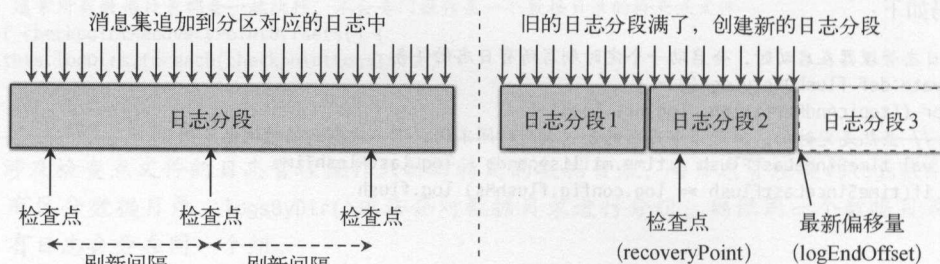 消息集追加到分区对应的日志中
日志分段
检查点
检查点
检查点
刷新间隔
刷新间隔
旧的日志分段满了，创建新的日志分段
日志分段1
日志分段2
日志分段3
检查点
(recoveryPoint)
最新偏移量
(logEndOffset)